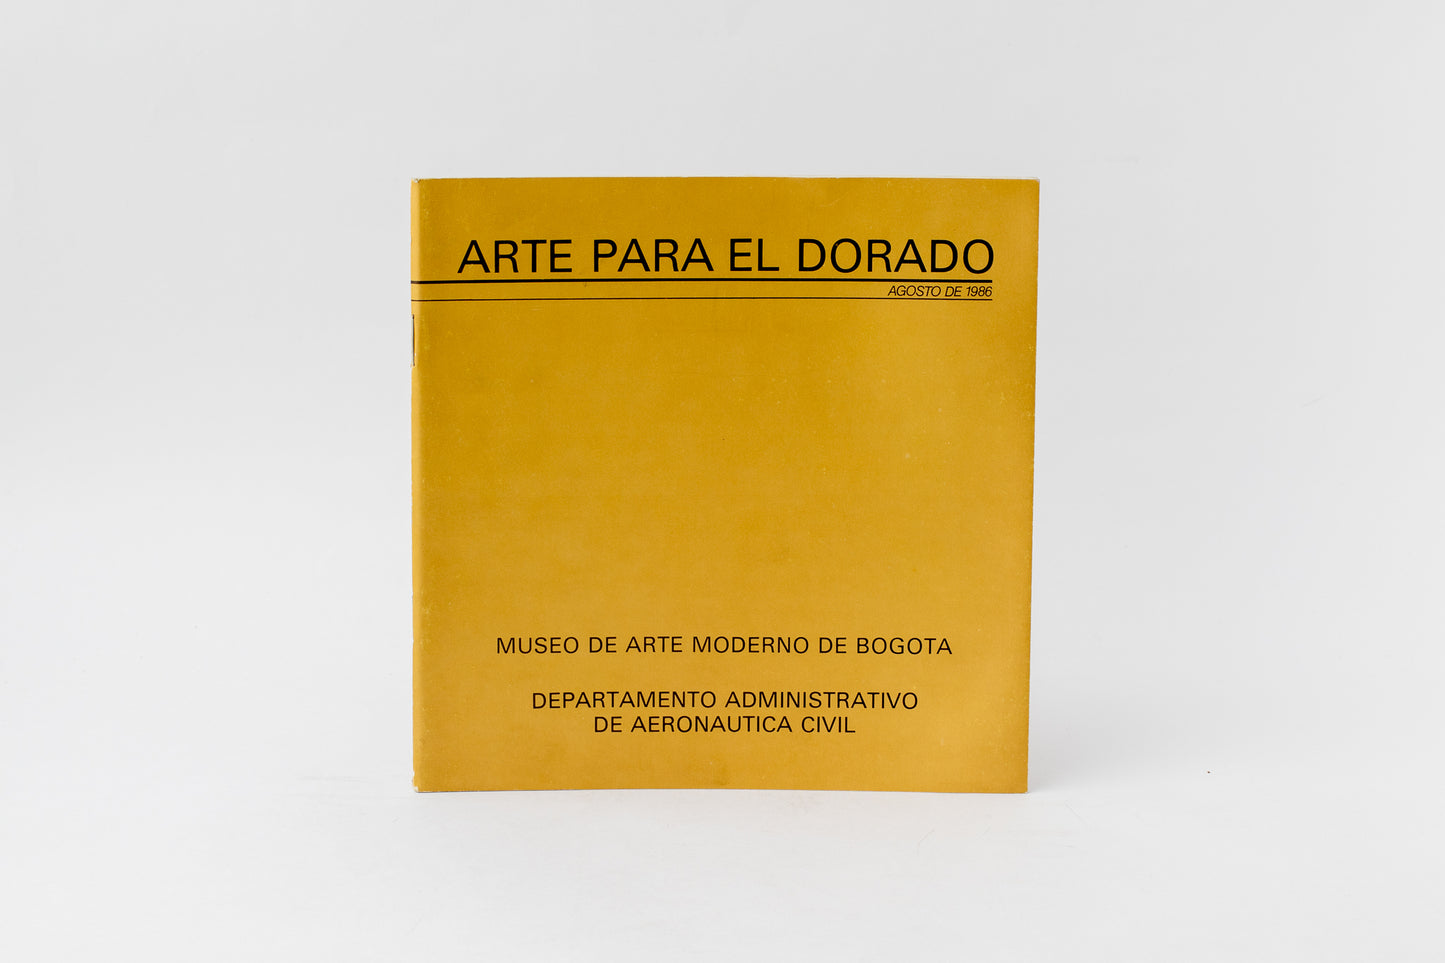 ARTE PARA EL DORADO
AGOSTO DE 1986
MUSEO DE ARTE MODERNO DE BOGOTA
DEPARTAMENTO ADMINISTRATIVO
DE AERONAUTICA CIVIL